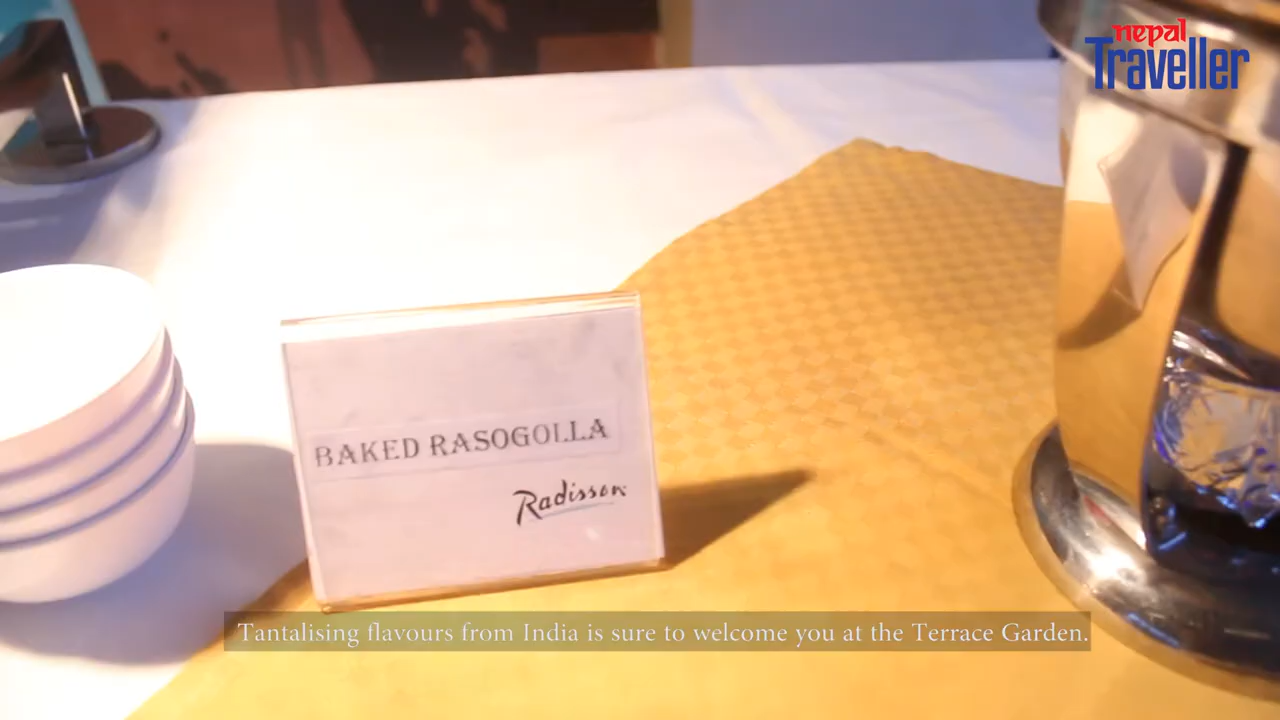 nepal
Traveller
BAKED RASOGOLLA
Radisson
Tantalising flavours from India is sure to welcome you at the Terrace Garden.